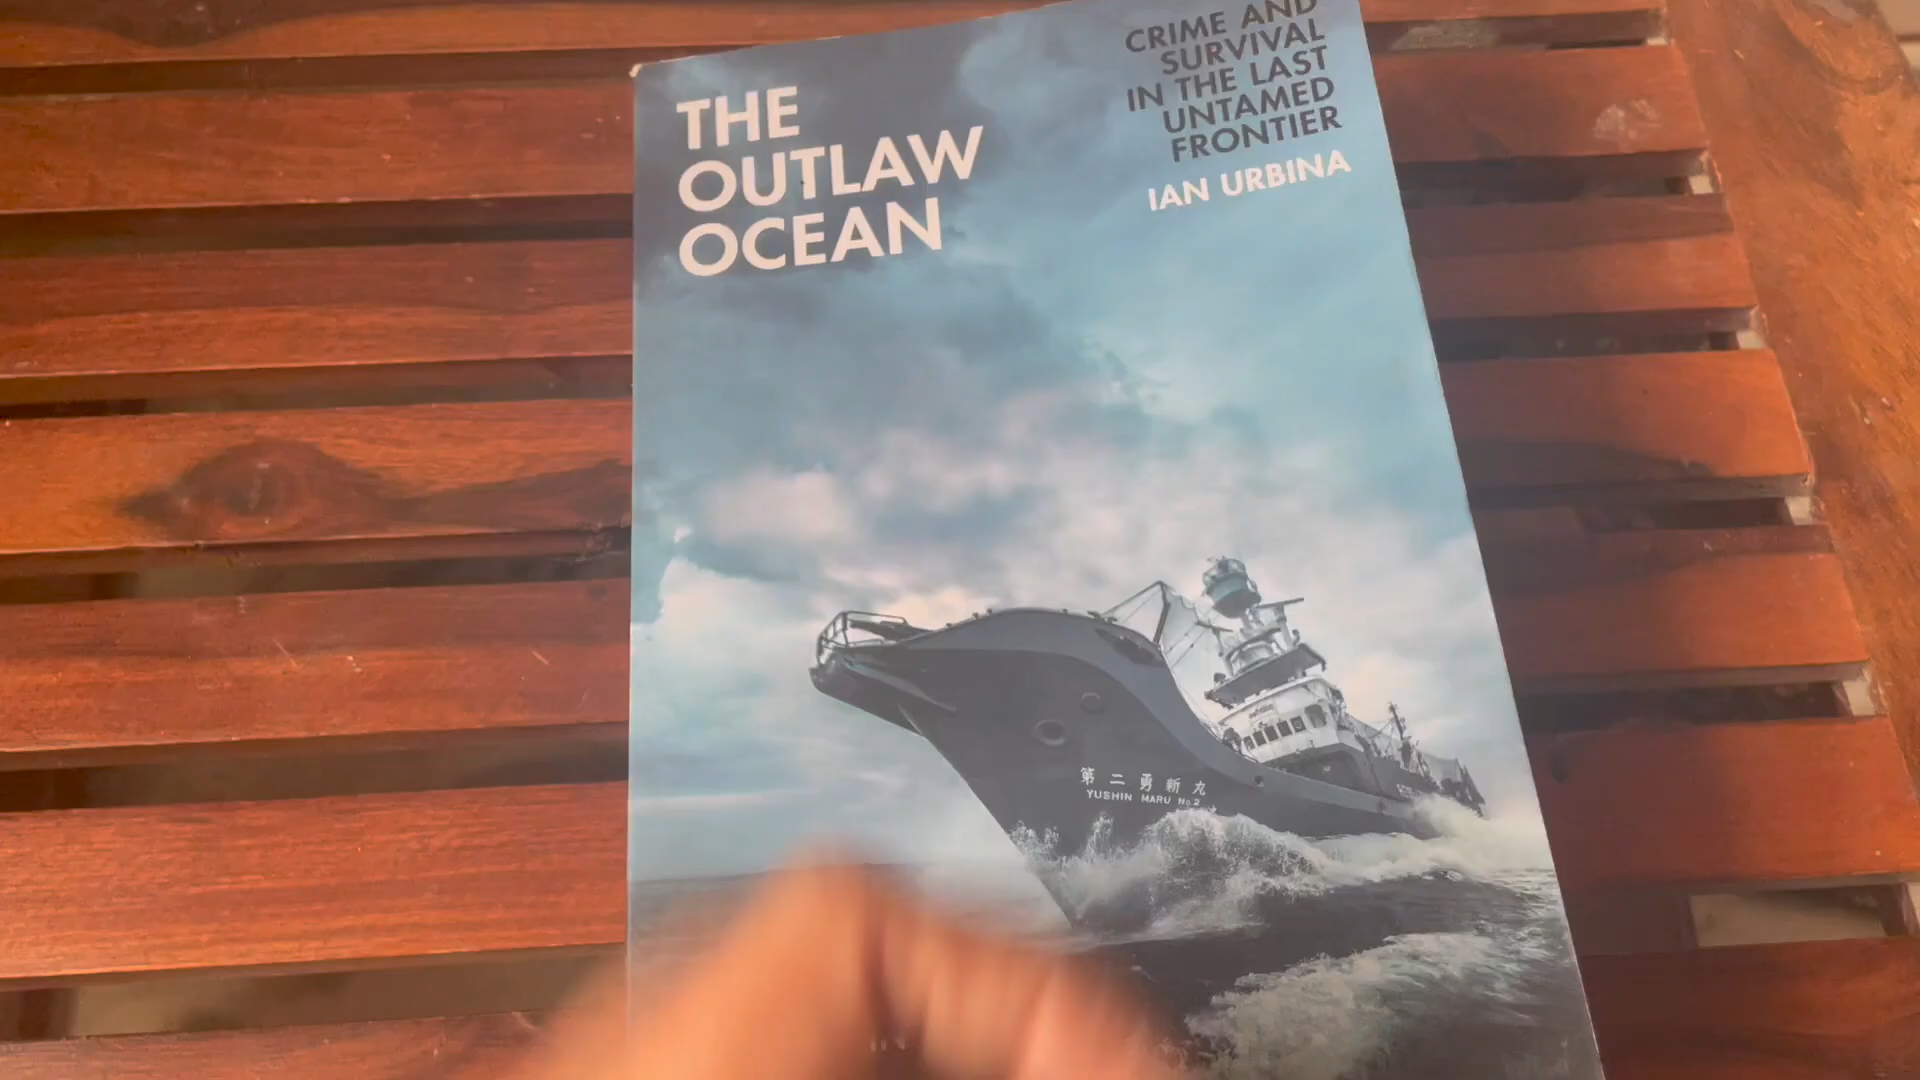 THE
OUTLAW
OCEAN
CRIME AND
SURVIVAL
IN THE LAST
UNTAMED
FRONTIER
IAN URBINA
第二勇新丸
YUSHIN MARU No.2